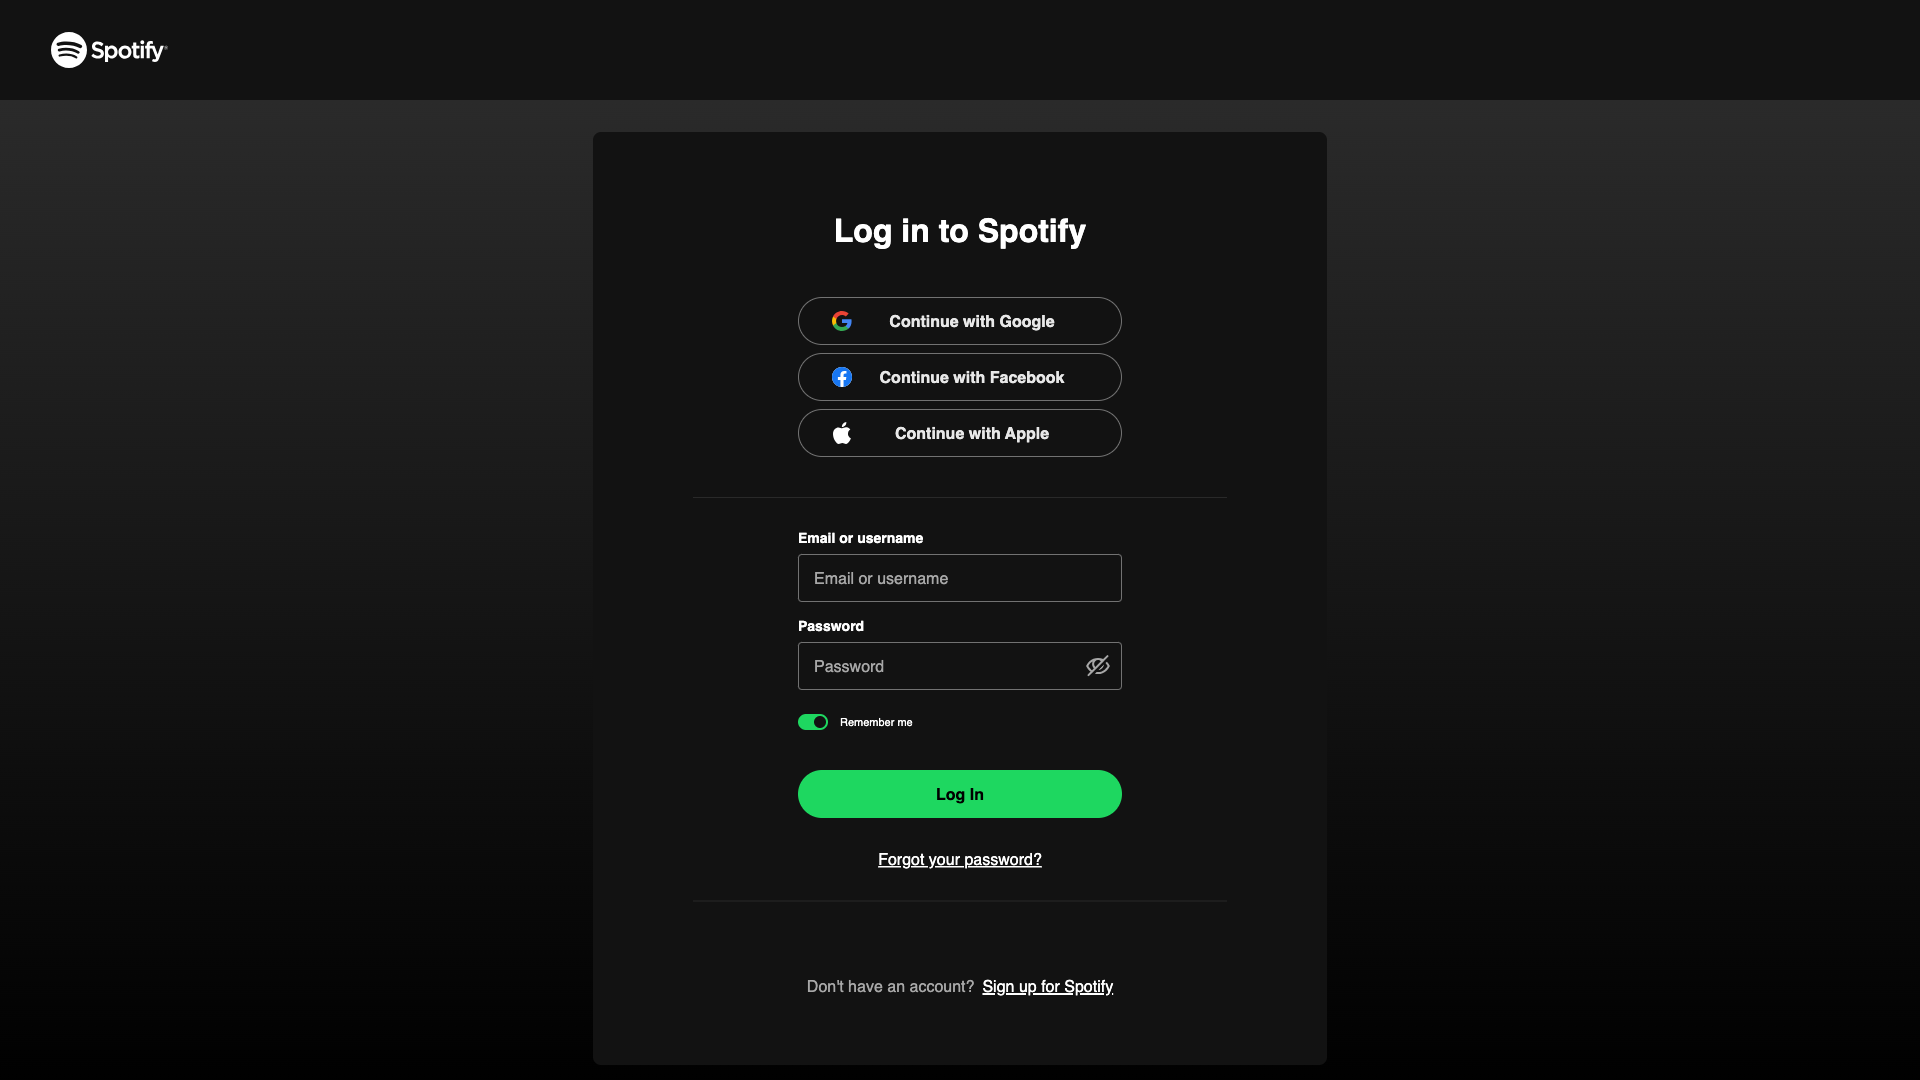 Spotify
Log in to Spotify
Continue with Google
Continue with Facebook
Continue with Apple
Email or username
Email or username
Password
Password
Remember me
Log In
Forgot your password?
Don't have an account? Sign up for Spotify